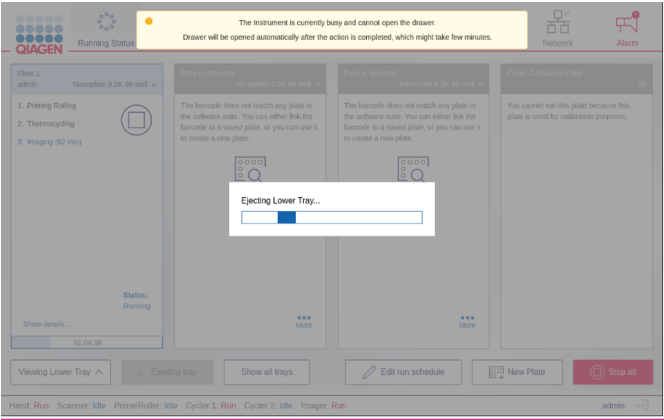 The Instrument is currently busy and cannot open the drawer.
Drawer will be opened automatically after the action is completed, which might take few minutes.
QIAGEN
Running Status
Network
Alarm
Plate 1
admin
Nanoplate 8.5K 96-well
1. Priming Rolling
2. Thermocycling
3. Imaging (82 min)
Status:
Running
Show details...
01:04:38
Plate is detected
Nanoplate 8.5K 96-well
The barcode does not match any plate in
the software suite. You can either link the
barcode to a saved plate, or you can use it
to create a new plate.
More
Plate is detected
Nanoplate 8.5K 96-well
The barcode does not match any plate in
the software suite. You can either link the
barcode to a saved plate, or you can use it
to create a new plate.
More
Cyclic Calibration Plate
You cannot run this plate because this
plate is used for calibration purposes.
Ejecting Lower Tray...
Viewing Lower Tray
Ejecting tray
Show all trays
Edit run schedule
New Plate
Stop all
Hand: Run Scanner: Idle Prime/Roller: Idle Cycler 1: Run Cycler 2: Idle Imager: Run
admin